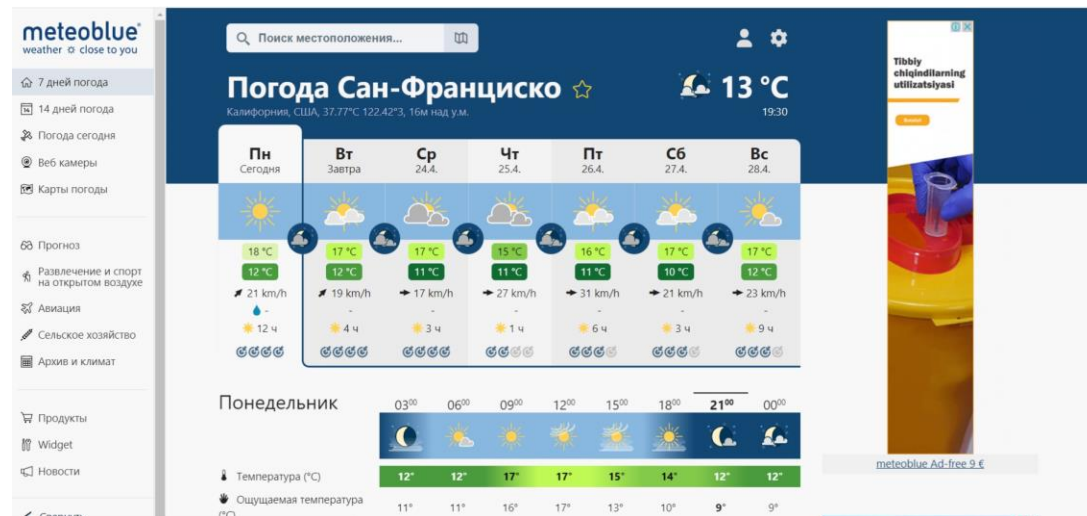 meteoblue®
weather ☼ close to you
7 дней погода
14 дней погода
Погода сегодня
Веб камеры
Карты погоды
Прогноз
Развлечение и спорт
на открытом воздухе
Авиация
Сельское хозяйство
Архив и климат
Продукты
Widget
Новости
Свернуть
Поиск местоположения...
Погода Сан-Франциско
13 °C
Калифорния, США, 37.77°С 122.42°З, 16м над у.м.
19:30
Пн Вт Ср Чт Пт Сб Вс
Сегодня Завтра 24.4. 25.4. 26.4. 27.4. 28.4.
18 °C 17 °C 17 °C 15 °C 16 °C 17 °C 17 °C
12 °C 12 °C 11 °C 11 °C 11 °C 10 °C 12 °C
21 km/h 19 km/h 17 km/h 27 km/h 31 km/h 21 km/h 23 km/h
- - - - - - -
12 ч 4 ч 3 ч 1 ч 6 ч 3 ч 9 ч
Понедельник
03⁰⁰ 06⁰⁰ 09⁰⁰ 12⁰⁰ 15⁰⁰ 18⁰⁰ 21⁰⁰ 00⁰⁰
Температура (°C) 12° 12° 17° 17° 15° 14° 12° 12°
Ощущаемая температура
(°C) 11° 11° 16° 17° 13° 10° 9° 9°
Tibbiy
chiqindilarning
utilizatsiyasi
meteoblue Ad-free 9 €